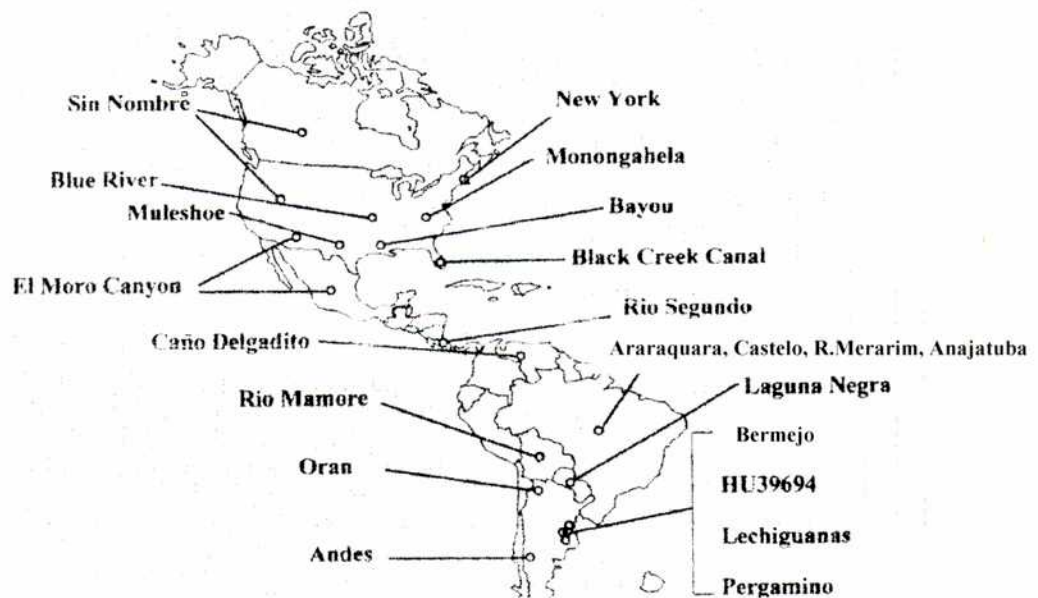 New York
Sin Nombre
Monongahela
Blue River
Bayou
Muleshoe
Black Creek Canal
El Moro Canyon
Rio Segundo
Caño Delgadito
Araraquara, Castelo, R.Merarim, Anajatuba
Laguna Negra
Rio Mamore
Bermejo
Oran
HU39694
Lechiguanas
Andes
Pergamino